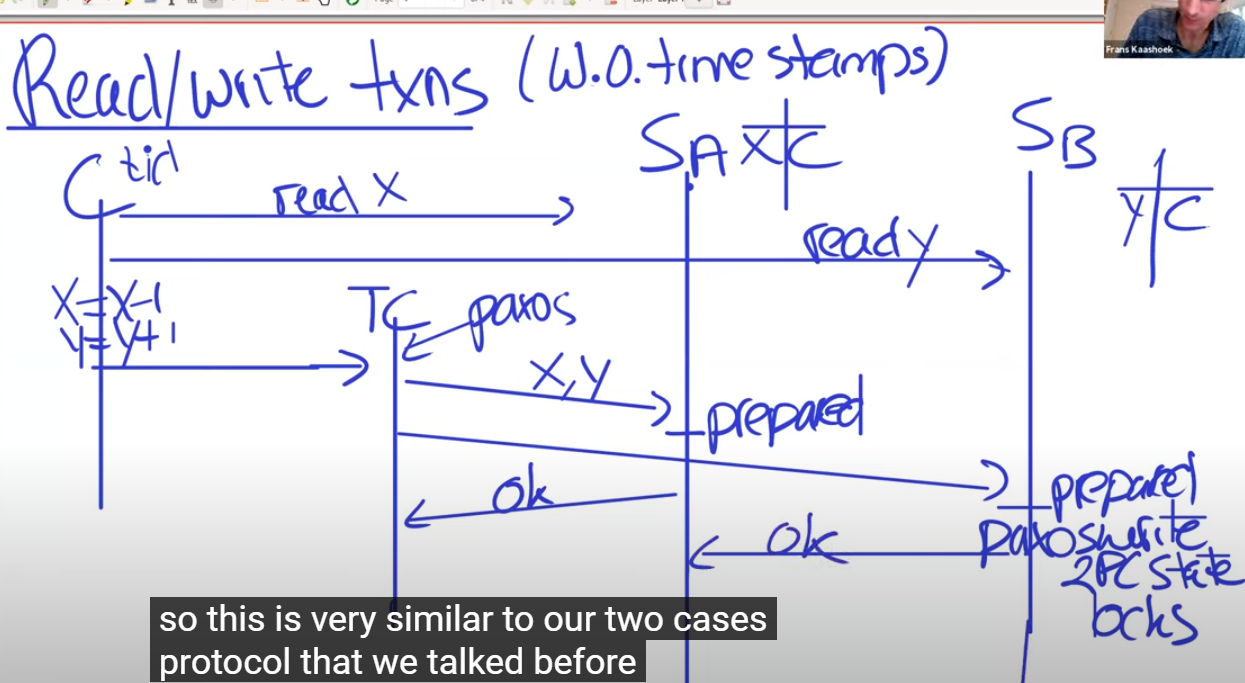 Frans Kaashoek
Read/write txns (W.O. time stamps)
C tid
SA X C
SB
Y C
read X
read y
X=X-1
y=y+1
TC
paxos
X,Y
prepared
ok
prepared
ok
paxos write
2PC state
locks
so this is very similar to our two cases
protocol that we talked before